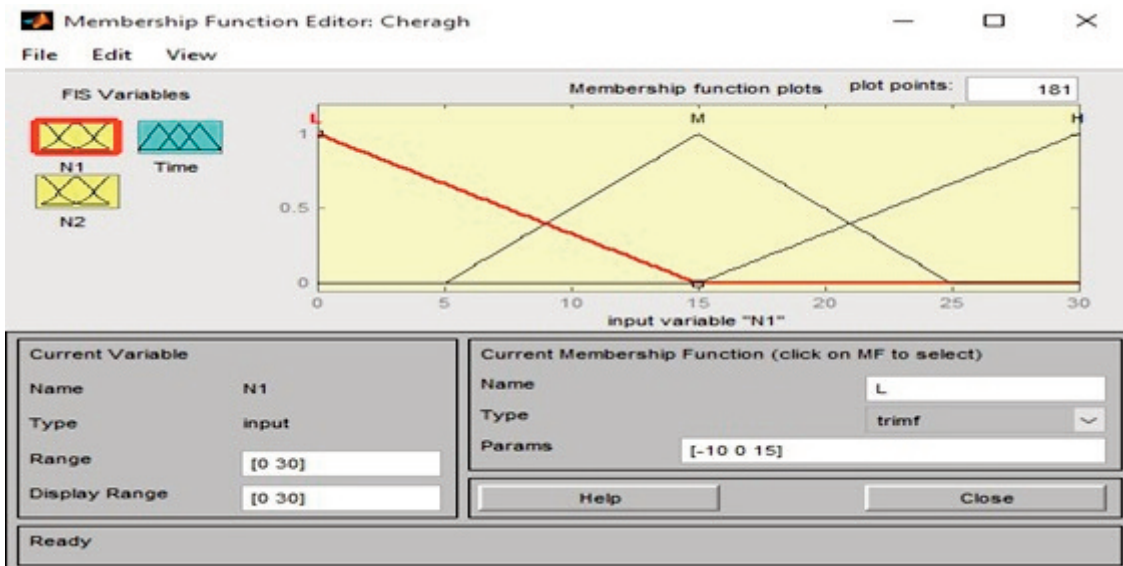 Membership Function Editor: Cheragh
File Edit View
FIS Variables
Membership function plots plot points: 181
N1 Time
N2
L M H
1
0.5
0
0 5 10 15 20 25 30
input variable "N1"
Current Variable
Name N1
Type input
Range [0 30]
Display Range [0 30]
Current Membership Function (click on MF to select)
Name L
Type trimf
Params [-10 0 15]
Help Close
Ready